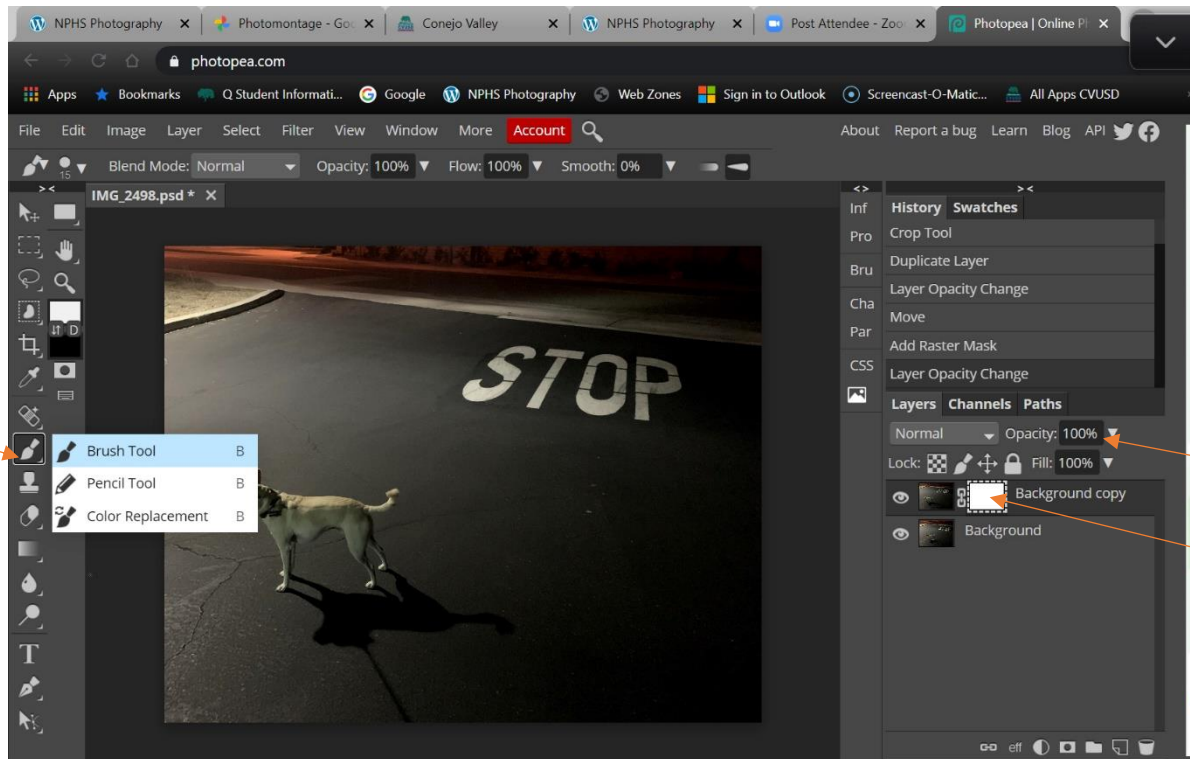 NPHS Photography
Photomontage - Goo
Conejo Valley
NPHS Photography
Post Attendee - Zoo
Photopea | Online Ph
photopea.com
Apps Bookmarks Q Student Informati... Google NPHS Photography Web Zones Sign in to Outlook Screencast-O-Matic... All Apps CVUSD
File Edit Image Layer Select Filter View Window More Account About Report a bug Learn Blog API
15 Blend Mode: Normal Opacity: 100% Flow: 100% Smooth: 0%
IMG_2498.psd *
Inf
Pro
Bru
Cha
Par
CSS
History Swatches
Crop Tool
Duplicate Layer
Layer Opacity Change
Move
Add Raster Mask
Layer Opacity Change
Layers Channels Paths
Normal Opacity: 100%
Lock: Fill: 100%
Background copy
Background
eff
D
STOP
Brush Tool B
Pencil Tool B
Color Replacement B
T